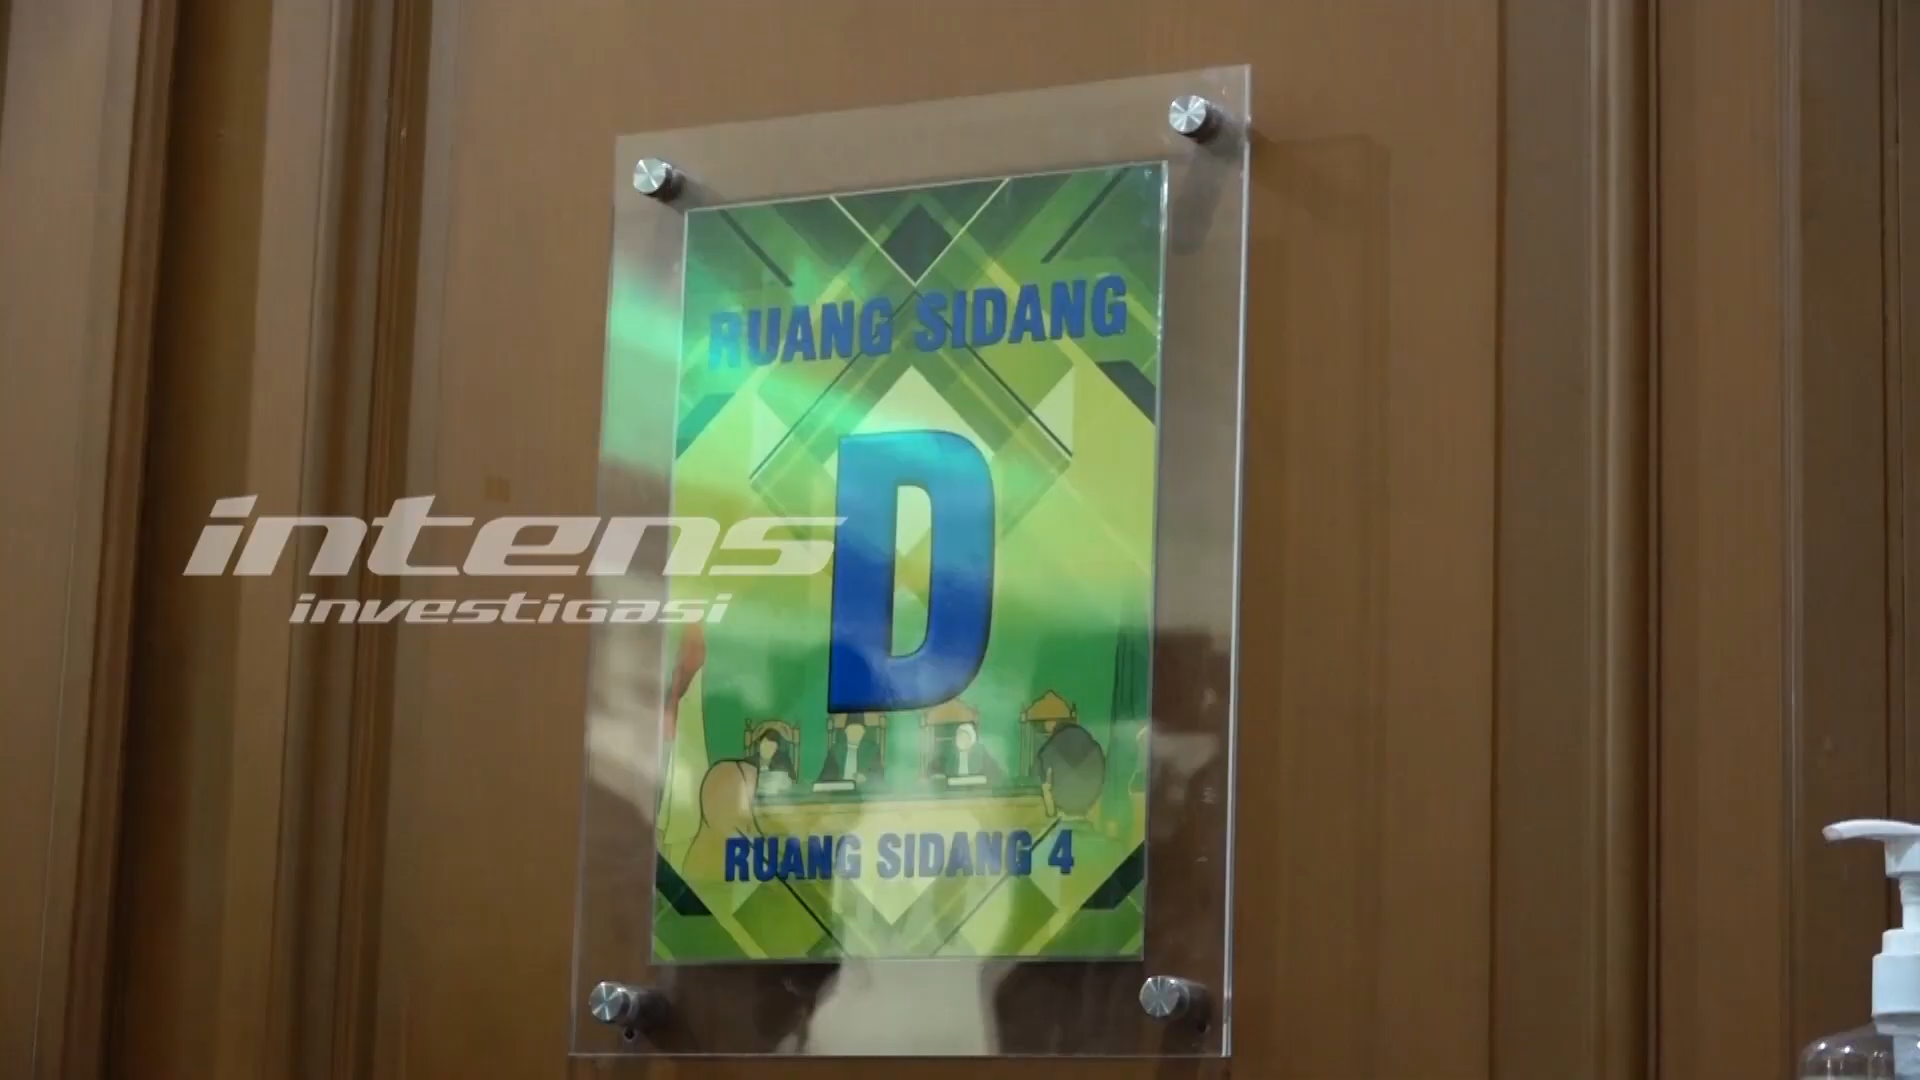 RUANG SIDANG
D
intens
investigasi
RUANG SIDANG 4